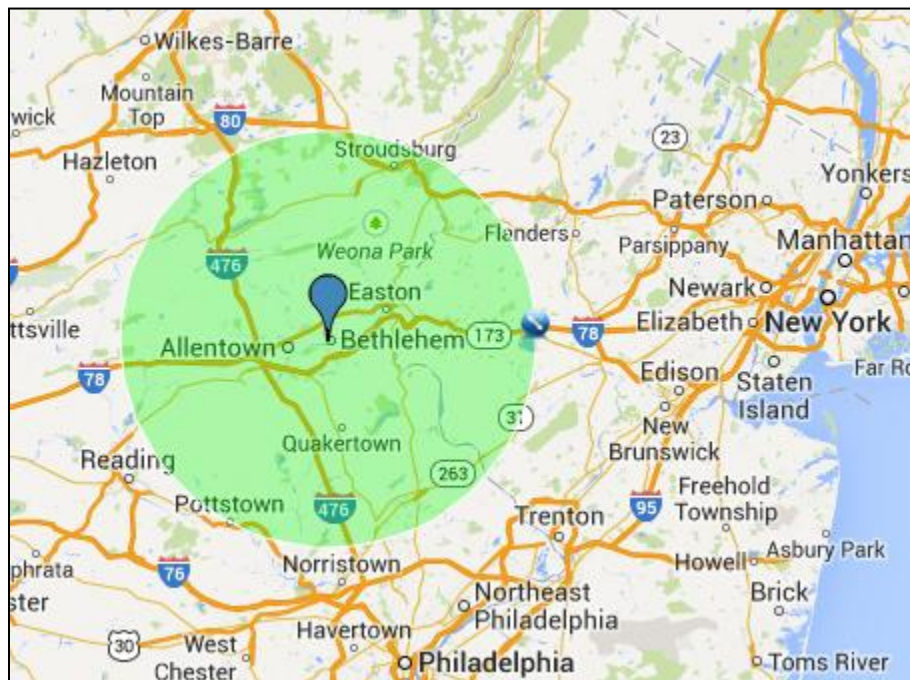 Wilkes-Barre
Mountain
Top
80
wick
Hazleton
Stroudsburg
23
Yonkers
Paterson
Weona Park
Flanders
Parsippany
Manhattan
476
Easton
Newark
ttsville
173
78
Elizabeth
New York
Allentown
Bethlehem
78
Edison
Staten
Island
Far Ro
37
New
Brunswick
Quakertown
Reading
263
Pottstown
476
95
Freehold
Township
Trenton
Howell
Asbury Park
76
Norristown
phrata
ster
Northeast
Philadelphia
Brick
30
West
Chester
Havertown
Philadelphia
Toms River